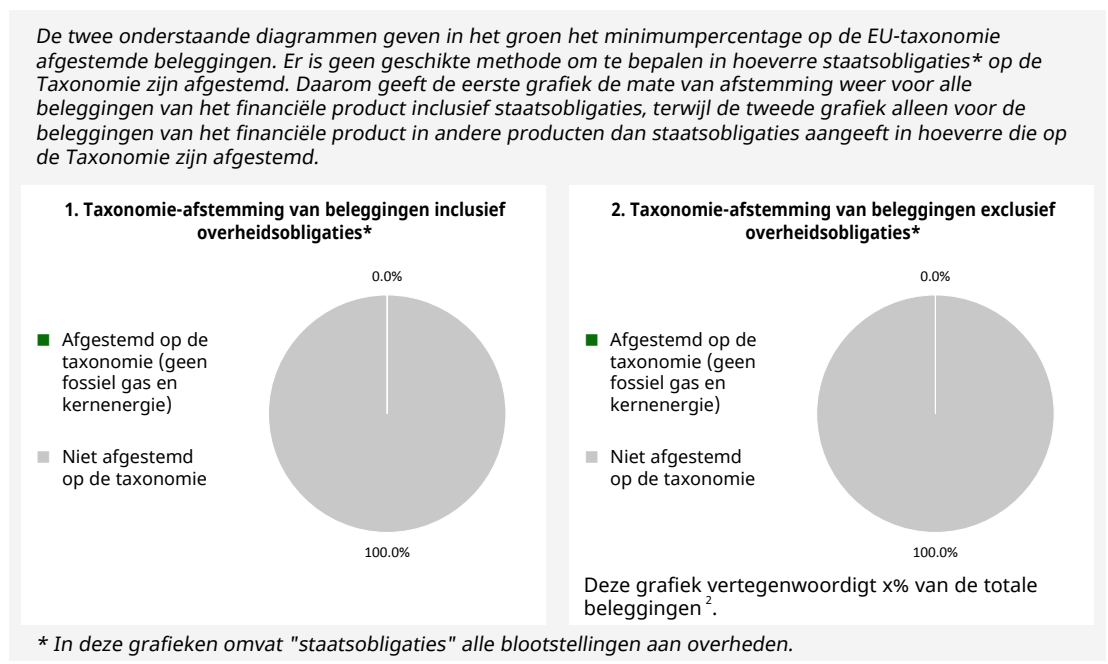 De twee onderstaande diagrammen geven in het groen het minimumpercentage op de EU-taxonomie
afgestemde beleggingen. Er is geen geschikte methode om te bepalen in hoeverre staatsobligaties* op de
Taxonomie zijn afgestemd. Daarom geeft de eerste grafiek de mate van afstemming weer voor alle
beleggingen van het financiële product inclusief staatsobligaties, terwijl de tweede grafiek alleen voor de
beleggingen van het financiële product in andere producten dan staatsobligaties aangeeft in hoeverre die op
de Taxonomie zijn afgestemd.
1. Taxonomie-afstemming van beleggingen inclusief
overheidsobligaties*
0.0%
Afgestemd op de
taxonomie (geen
fossiel gas en
kernenergie)
Niet afgestemd
op de taxonomie
100.0%
2. Taxonomie-afstemming van beleggingen exclusief
overheidsobligaties*
0.0%
Afgestemd op de
taxonomie (geen
fossiel gas en
kernenergie)
Niet afgestemd
op de taxonomie
100.0%
Deze grafiek vertegenwoordigt x% van de totale
beleggingen ².
* In deze grafieken omvat "staatsobligaties" alle blootstellingen aan overheden.